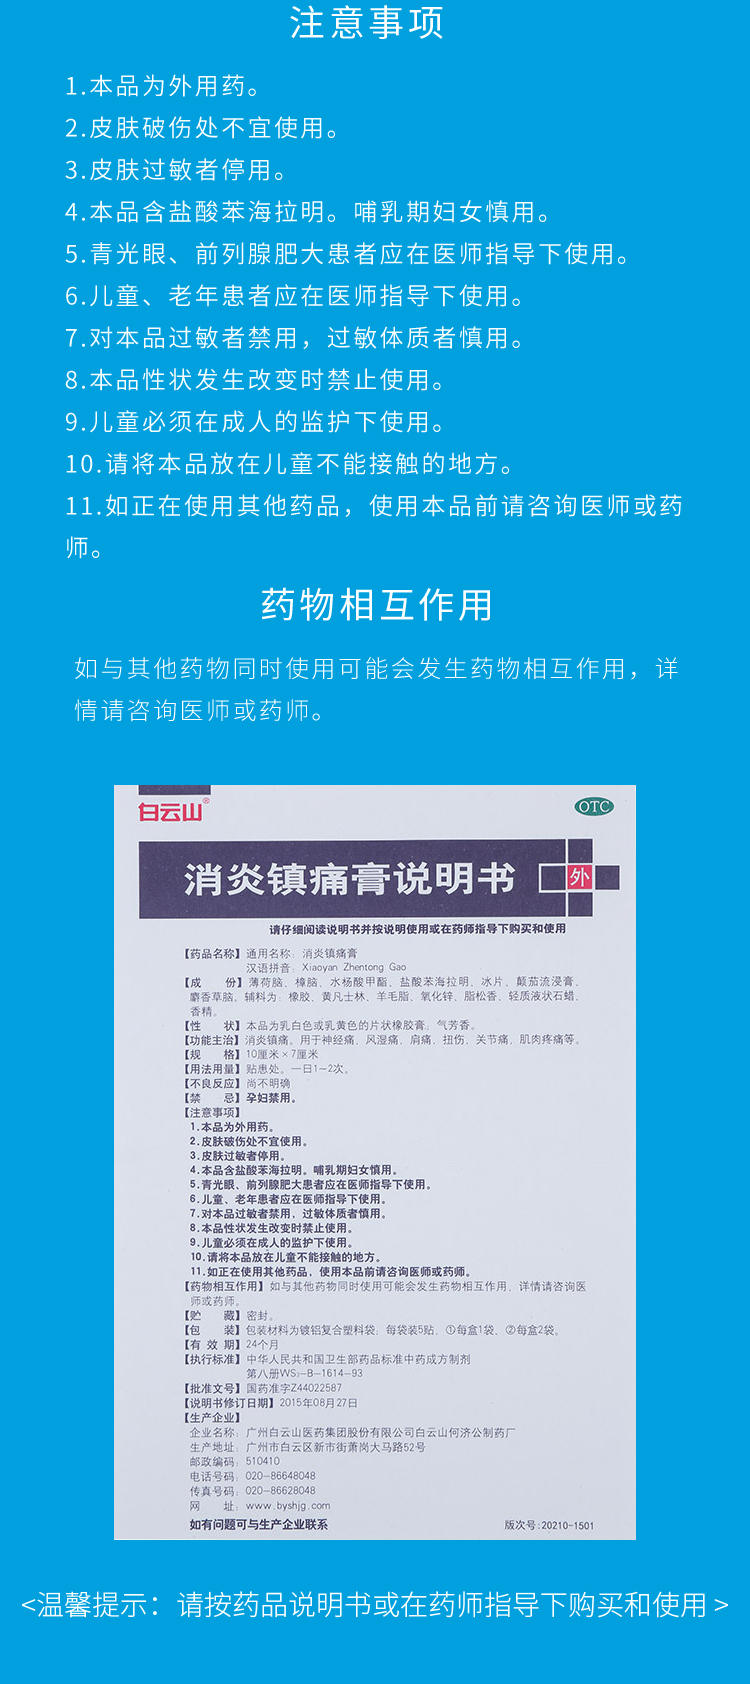 注意事项
1.本品为外用药。
2.皮肤破伤处不宜使用。
3.皮肤过敏者停用。
4.本品含盐酸苯海拉明。哺乳期妇女慎用。
5.青光眼、前列腺肥大患者应在医师指导下使用。
6.儿童、老年患者应在医师指导下使用。
7.对本品过敏者禁用，过敏体质者慎用。
8.本品性状发生改变时禁止使用。
9.儿童必须在成人的监护下使用。
10.请将本品放在儿童不能接触的地方。
11.如正在使用其他药品，使用本品前请咨询医师或药
师。
药物相互作用
如与其他药物同时使用可能会发生药物相互作用，详
情请咨询医师或药师。
白云山®
OTC
消炎镇痛膏说明书
外
请仔细阅读说明书并按说明使用或在药师指导下购买和使用
【药品名称】通用名称：消炎镇痛膏
汉语拼音：Xiaoyan Zhentong Gao
【成 份】薄荷脑、樟脑、水杨酸甲酯、盐酸苯海拉明、冰片、颠茄流浸膏、
麝香草脑。辅料为：橡胶、黄凡士林、羊毛脂、氧化锌、脂松香、轻质液状石蜡、
香精。
【性 状】本品为乳白色或乳黄色的片状橡胶膏；气芳香。
【功能主治】消炎镇痛。用于神经痛、风湿痛、肩痛、扭伤、关节痛、肌肉疼痛等。
【规 格】10厘米×7厘米
【用法用量】贴患处。一日1~2次。
【不良反应】尚不明确
【禁 忌】孕妇禁用。
【注意事项】
1.本品为外用药。
2.皮肤破伤处不宜使用。
3.皮肤过敏者停用。
4.本品含盐酸苯海拉明。哺乳期妇女慎用。
5.青光眼、前列腺肥大患者应在医师指导下使用。
6.儿童、老年患者应在医师指导下使用。
7.对本品过敏者禁用，过敏体质者慎用。
8.本品性状发生改变时禁止使用。
9.儿童必须在成人的监护下使用。
10.请将本品放在儿童不能接触的地方。
11.如正在使用其他药品，使用本品前请咨询医师或药师。
【药物相互作用】如与其他药物同时使用可能会发生药物相互作用，详情请咨询医
师或药师。
【贮 藏】密封。
【包 装】包装材料为镀铝复合塑料袋；每袋装5贴，①每盒1袋、②每盒2袋。
【有 效 期】24个月
【执行标准】中华人民共和国卫生部药品标准中药成方制剂
第八册WS₃-B-1614-93
【批准文号】国药准字Z44022587
【说明书修订日期】2015年08月27日
【生产企业】
企业名称：广州白云山医药集团股份有限公司白云山何济公制药厂
生产地址：广州市白云区新市街萧岗大马路52号
邮政编码：510410
电话号码：020-86648048
传真号码：020-86628048
网 址：www.byshjg.com
如有问题可与生产企业联系
版次号:20210-1501
<温馨提示：请按药品说明书或在药师指导下购买和使用 >